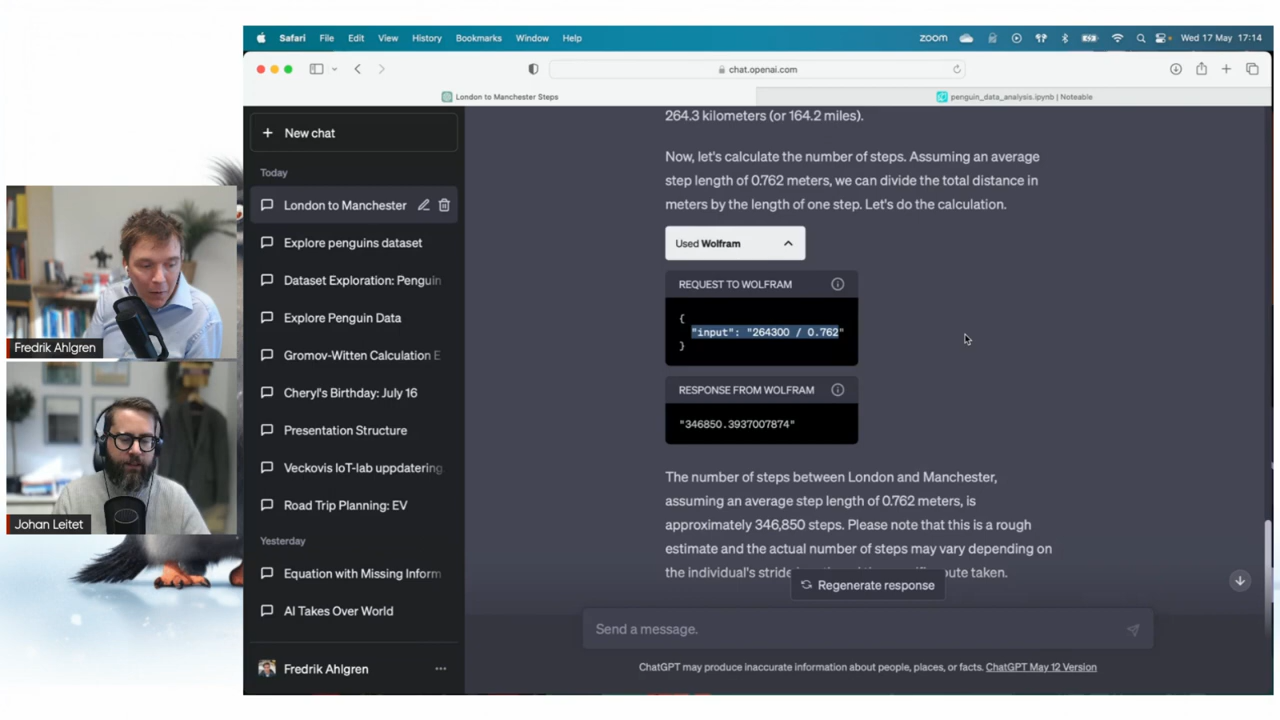 Safari File Edit View History Bookmarks Window Help
zoom Wed 17 May 17:14
chat.openai.com
London to Manchester Steps
penguin_data_analysis.ipynb | Noteable
New chat
Today
London to Manchester
Explore penguins dataset
Dataset Exploration: Penguin
Explore Penguin Data
Gromov-Witten Calculation E
Cheryl's Birthday: July 16
Presentation Structure
Veckovis IoT-lab uppdatering
Road Trip Planning: EV
Yesterday
Equation with Missing Inform
AI Takes Over World
Fredrik Ahlgren
264.3 kilometers (or 164.2 miles).
Now, let's calculate the number of steps. Assuming an average
step length of 0.762 meters, we can divide the total distance in
meters by the length of one step. Let's do the calculation.
Used Wolfram
REQUEST TO WOLFRAM
{
"input": "264300 / 0.762"
}
RESPONSE FROM WOLFRAM
"346850.3937007874"
The number of steps between London and Manchester,
assuming an average step length of 0.762 meters, is
approximately 346,850 steps. Please note that this is a rough
estimate and the actual number of steps may vary depending on
the individual's stride ute taken.
Regenerate response
Send a message.
ChatGPT may produce inaccurate information about people, places, or facts. ChatGPT May 12 Version
Fredrik Ahlgren
Johan Leitet